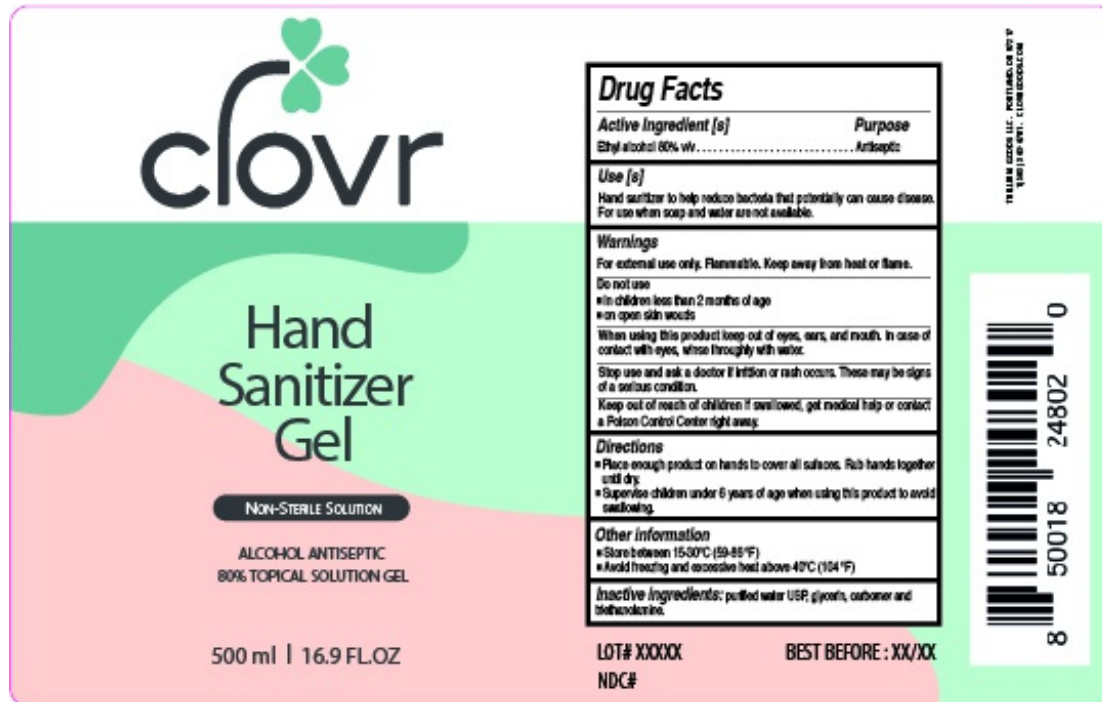 clovr
Hand
Sanitizer
Gel
NON-STERILE SOLUTION
ALCOHOL ANTISEPTIC
80% TOPICAL SOLUTION GEL
500 ml | 16.9 FL.OZ
Drug Facts
Active Ingredient [s] Purpose
Ethyl alcohol 80% v/v............................Antiseptic
Use [s]
Hand sanitizer to help reduce bacteria that potentially can cause disease.
For use when soap and water are not available.
Warnings
For external use only. Flammable. Keep away from heat or flame.
Do not use
▪ in children less than 2 months of age
▪ on open skin wouds
When using this product keep out of eyes, ears, and mouth. In case of
contact with eyes, winse throughly with water.
Stop use and ask a doctor if irrition or rash occurs. These may be signs
of a serious condition.
Keep out of reach of children if swallowed, get medical help or contact
a Poison Control Center right away.
Directions
▪ Place enough product on hands to cover all sufaces. Rub hands together
until dry.
▪ Supervise children under 6 years of age when using this product to avoid
swallowing.
Other information
▪ Store between 15-30°C (59-86°F)
▪ Avoid freezing and excessive heat above 40°C (104°F)
Inactive ingredients: purified water USP, glycerin, carbomer and
triethanolamine.
LOT# XXXXX BEST BEFORE : XX/XX
NDC#
GOODS LLC. PORTLAND, OR
8 50018 24802 0